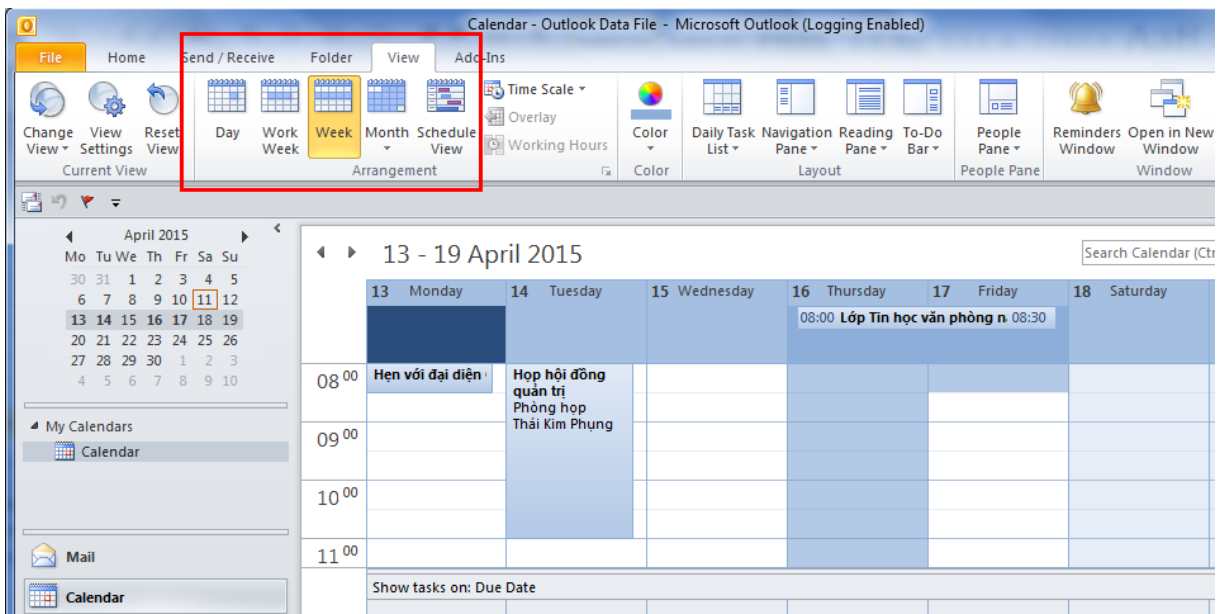 Calendar - Outlook Data File - Microsoft Outlook (Logging Enabled)
File Home Send / Receive Folder View Add-Ins
Change View View Settings Reset View
Current View
Day Work Week Week Month Schedule View
Arrangement
Time Scale
Overlay
Working Hours
Color
Color
Daily Task List Navigation Pane Reading Pane To-Do Bar
Layout
People Pane
People Pane
Reminders Window Open in New Window
Window
April 2015
Mo Tu We Th Fr Sa Su
30 31 1 2 3 4 5
6 7 8 9 10 11 12
13 14 15 16 17 18 19
20 21 22 23 24 25 26
27 28 29 30 1 2 3
4 5 6 7 8 9 10
My Calendars
Calendar
Mail
Calendar
13 - 19 April 2015
Search Calendar (Ctr
13 Monday 14 Tuesday 15 Wednesday 16 Thursday 17 Friday 18 Saturday
08:00 Lớp Tin học văn phòng 08:30
08 00
Hẹn với đại diện
Họp hội đồng
quản trị
Phòng họp
Thái Kim Phụng
09 00
10 00
11 00
Show tasks on: Due Date